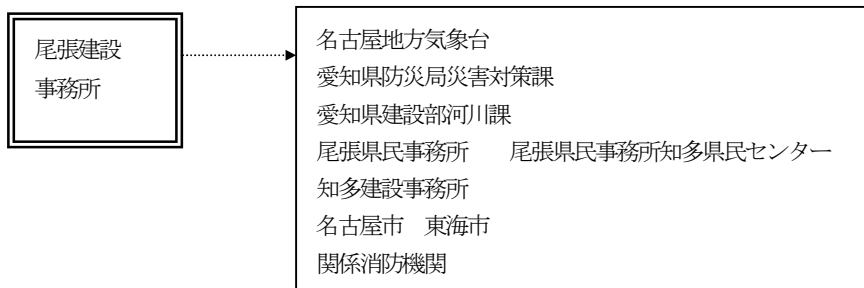 尾張建設
事務所
名古屋地方気象台
愛知県防災局災害対策課
愛知県建設部河川課
尾張県民事務所　　尾張県民事務所知多県民センター
知多建設事務所
名古屋市　東海市
関係消防機関